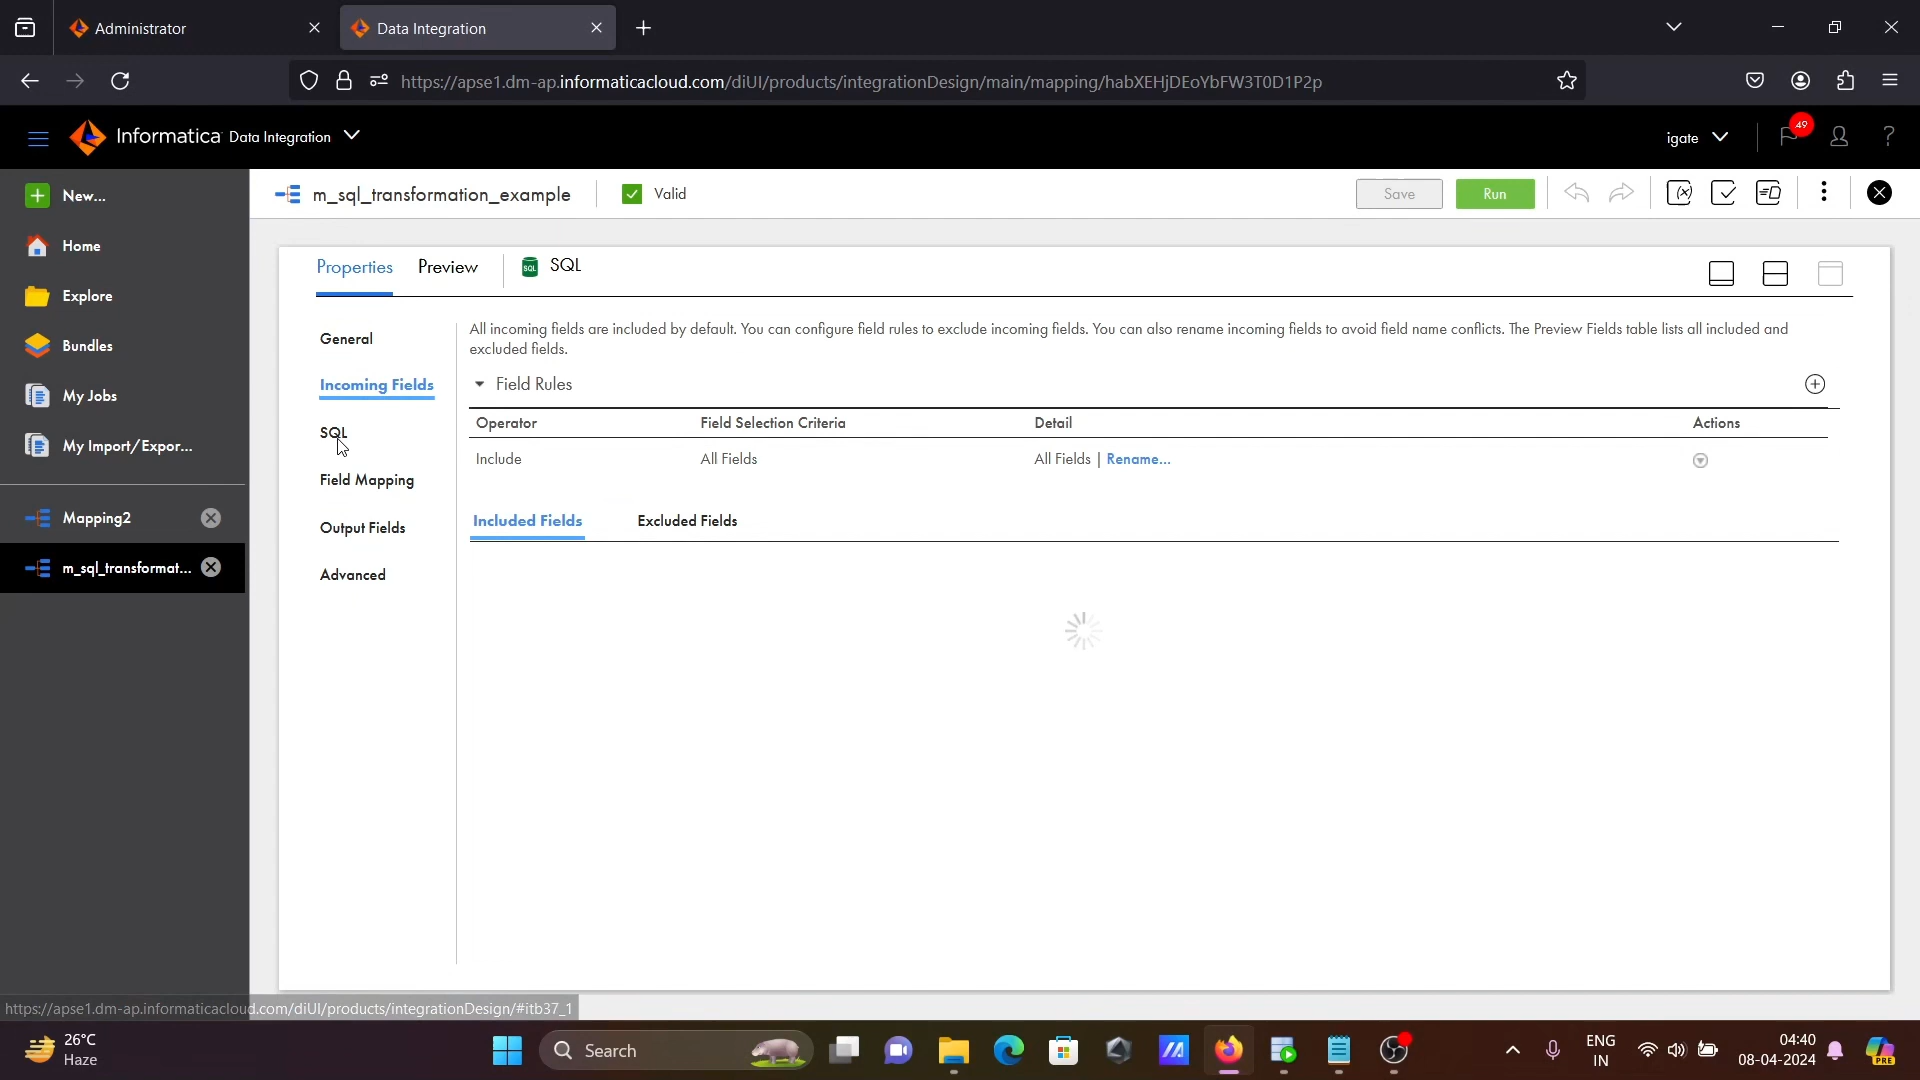 Administrator
Data Integration
https://apse1.dm-ap.informaticacloud.com/diUI/products/integrationDesign/main/mapping/habXEHjDEoYbFW3T0D1P2p
Informatica Data Integration
igate
49
?
New...
Home
Explore
Bundles
My Jobs
My Import/Expor...
Mapping2
m_sql_transformat...
m_sql_transformation_example
Valid
Save
Run
Properties
Preview
SQL
SQL
General
Incoming Fields
SQL
Field Mapping
Output Fields
Advanced
All incoming fields are included by default. You can configure field rules to exclude incoming fields. You can also rename incoming fields to avoid field name conflicts. The Preview Fields table lists all included and
excluded fields.
Field Rules
Operator Field Selection Criteria Detail Actions
Include All Fields All Fields | Rename...
Included Fields Excluded Fields
https://apse1.dm-ap.informaticacloud.com/diUI/products/integrationDesign/#itb37_1
26°C
Haze
Search
ENG
IN
04:40
08-04-2024
PRE